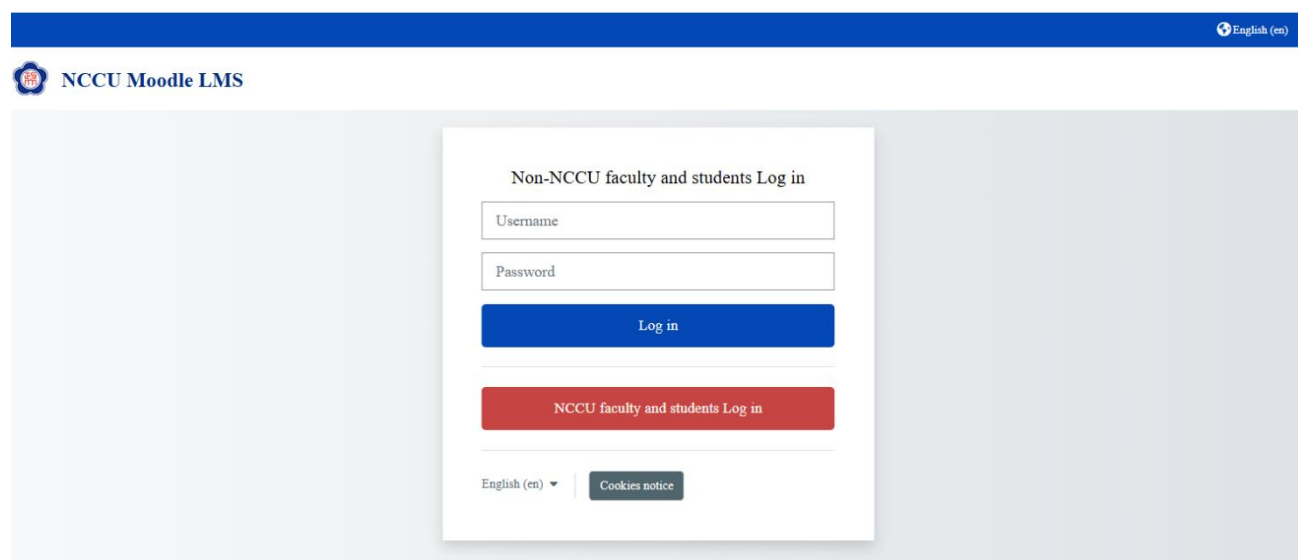 English (en)
NCCU Moodle LMS
Non-NCCU faculty and students Log in
Username
Password
Log in
NCCU faculty and students Log in
English (en)
Cookies notice